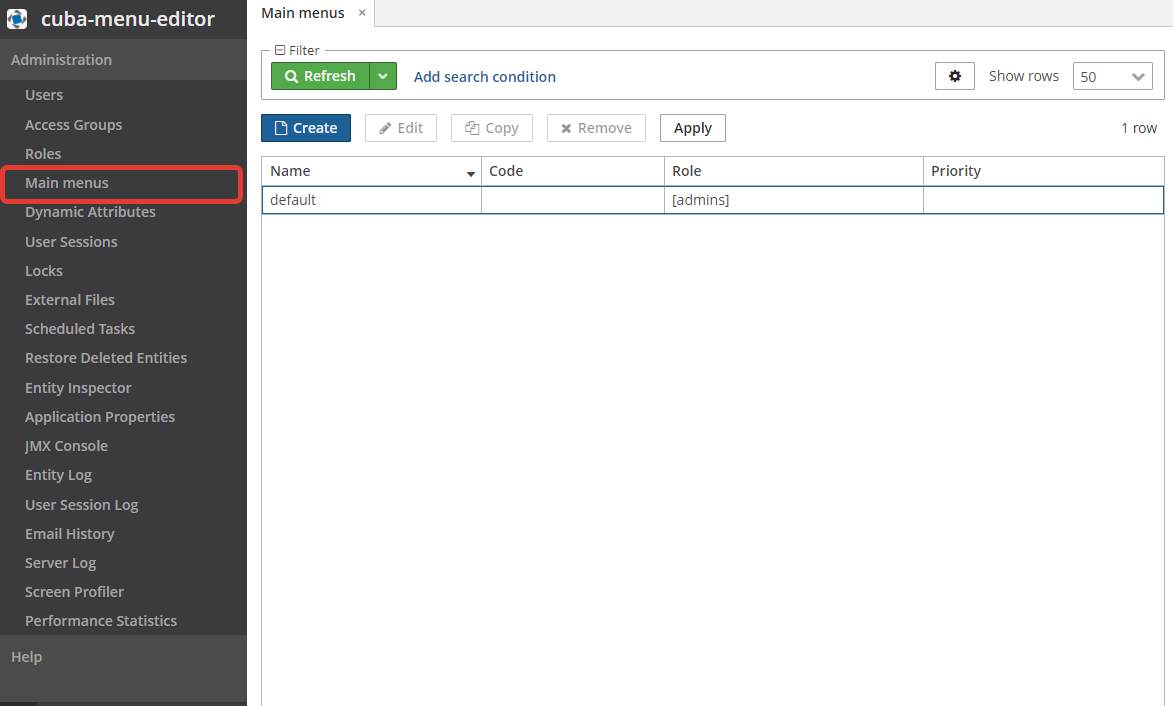 cuba-menu-editor
Administration
Users
Access Groups
Roles
Main menus
Dynamic Attributes
User Sessions
Locks
External Files
Scheduled Tasks
Restore Deleted Entities
Entity Inspector
Application Properties
JMX Console
Entity Log
User Session Log
Email History
Server Log
Screen Profiler
Performance Statistics
Help
Main menus ×
Filter
Refresh Add search condition Show rows 50
Create Edit Copy Remove Apply 1 row
Name Code Role Priority
default [admins]